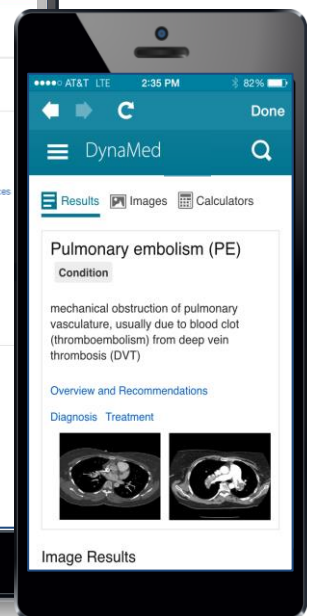 AT&T LTE 2:35 PM 82%
Done
DynaMed
Results Images Calculators
Pulmonary embolism (PE)
Condition
mechanical obstruction of pulmonary
vasculature, usually due to blood clot
(thromboembolism) from deep vein
thrombosis (DVT)
Overview and Recommendations
Diagnosis Treatment
Image Results